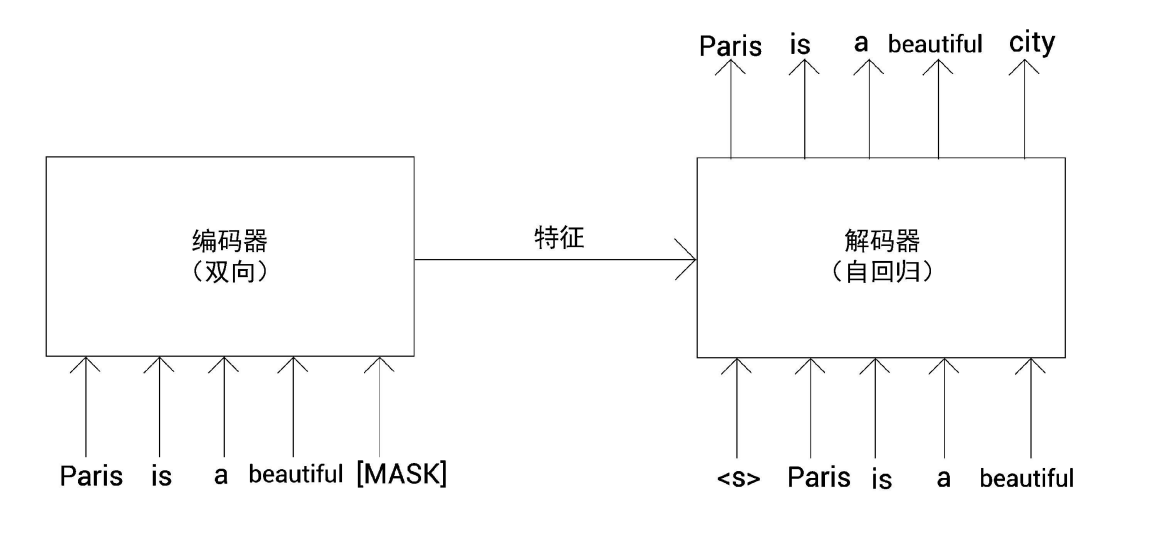 Paris is a beautiful city
编码器
（双向）
特征
解码器
（自回归）
Paris is a beautiful [MASK]
<s> Paris is a beautiful